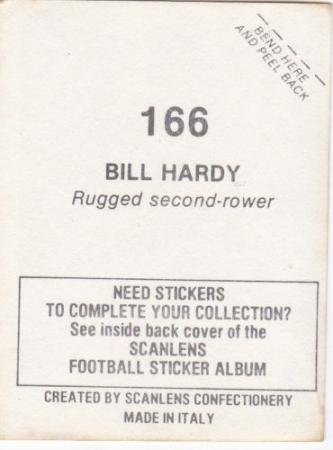 BEND HERE
AND PEEL BACK
166
BILL HARDY
Rugged second-rower
NEED STICKERS
TO COMPLETE YOUR COLLECTION?
See inside back cover of the
SCANLENS
FOOTBALL STICKER ALBUM
CREATED BY SCANLENS CONFECTIONERY
MADE IN ITALY